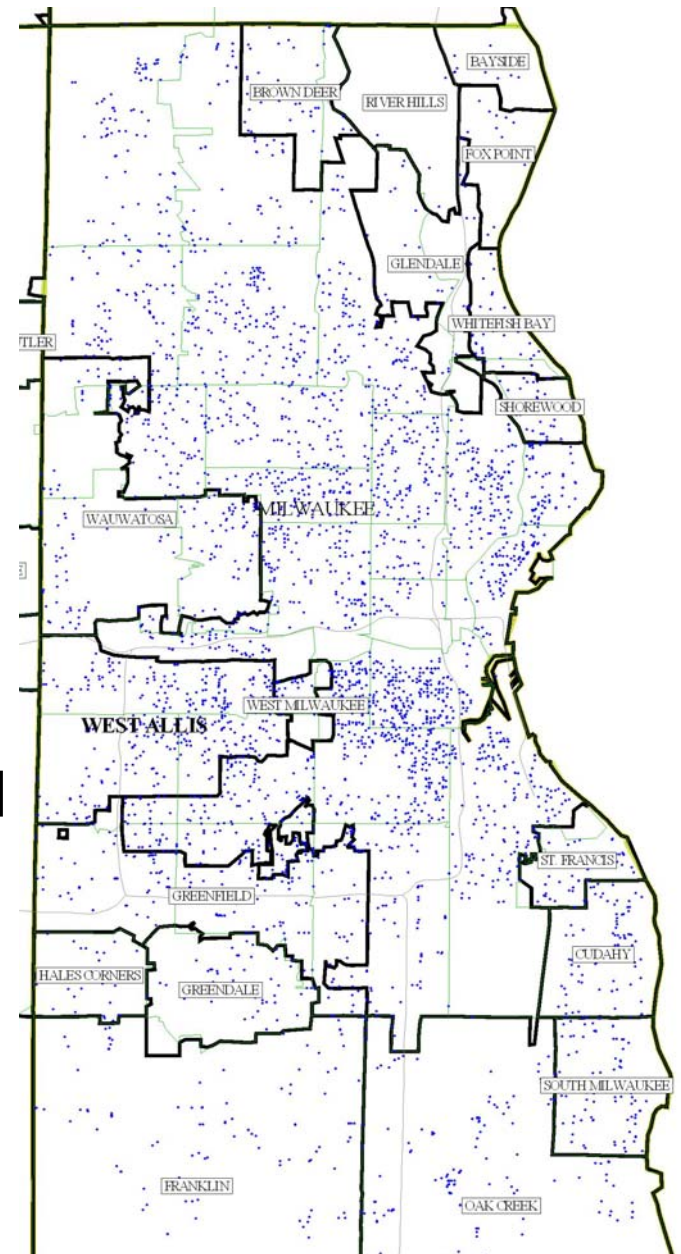 BAYSIDE
BROWN DEER
RIVER HILLS
FOX POINT
GLENDALE
WHITEFISH BAY
TLER
SHOREWOOD
MILWAUKEE
WAUWATOSA
WEST MILWAUKEE
WEST ALLIS
ST. FRANCIS
GREENFIELD
CUDAHY
HALES CORNERS
GREENDALE
SOUTH MILWAUKEE
FRANKLIN
OAK CREEK